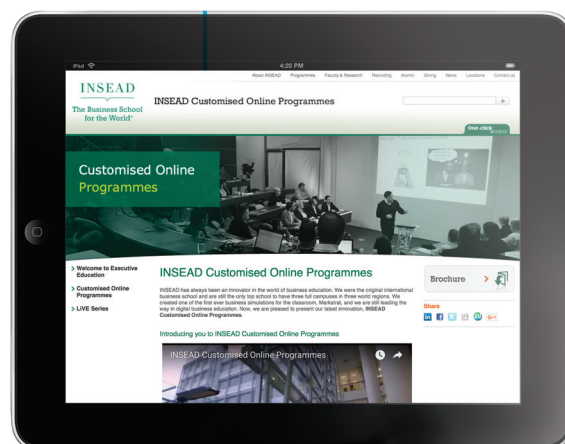 iPad
4:20 PM
About INSEAD Programmes Faculty & Research Recruiting Alumni Giving News Locations Contact us
INSEAD
The Business School
for the World®
INSEAD Customised Online Programmes
One-click
ACCESS
Customised Online
Programmes
Welcome to Executive
Education
Customised Online
Programmes
LiVE Series
INSEAD Customised Online Programmes
INSEAD has always been an innovator in the world of business education. We were the original international
business school and are still the only top school to have three full campuses in three world regions. We
created one of the first ever business simulations for the classroom, Markstrat, and we are still leading the
way in digital business education. Now, we are pleased to present our latest innovation, INSEAD
Customised Online Programmes.
Introducing you to INSEAD Customised Online Programmes
INSEAD Customised Online Programmes
Brochure
Share
in f G+